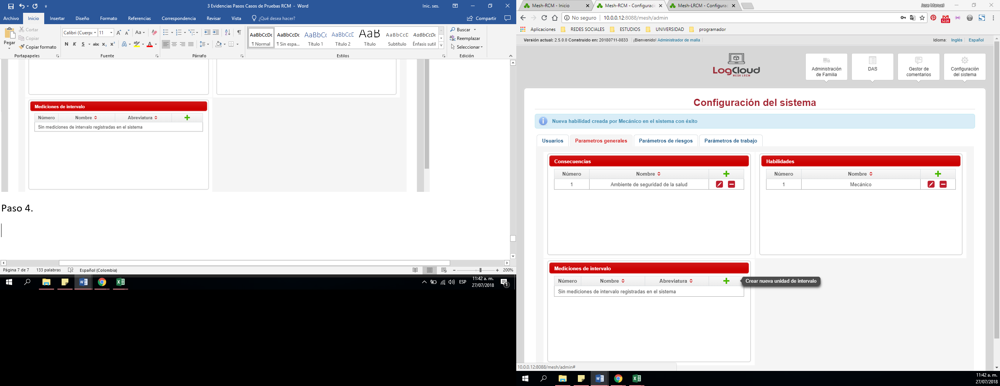 3 Evidencias Pasos Casos de Pruebas RCM - Word
Inic. ses.
Archivo Inicio Insertar Diseño Formato Referencias Correspondencia Revisar Vista ¿Qué desea hacer? Compartir
Pegar
Cortar
Copiar
Copiar formato
Portapapeles
Calibri (Cuerpo 11
Aa
N K S abc x₂ x²
Fuente
Párrafo
AaBbCcDc AaBbCcDc AaBbC( AaBbCcC AaB AaBbCcC AaBbCcDc
¶ Normal ¶ Sin espa... Título 1 Título 2 Título Subtítulo Énfasis sutil
Estilos
Buscar
Reemplazar
Seleccionar
Edición
Mediciones de intervalo
Número Nombre Abreviatura
Sin mediciones de intervalo registradas en el sistema
Paso 4.
Página 7 de 7 133 palabras Español (Colombia) 200%
ESP
11:42 a. m.
27/07/2018
1
Mesh-RCM - Inicio
Mesh-RCM - Configuraci
Mesh-LRCM - Configurac
Jose Manuel
No seguro 10.0.0.12:8088/mesh/admin
5226
Aplicaciones REDES SOCIALES ESTUDIOS UNIVERSIDAD programador
Versión actual: 2.5.0.0 Construido en: 20180711-0833 ¡Bienvenido! Administrador de malla
Idioma: Inglés Español
LogCloud
MESH LRCM
Administración de Familia
DAS
Gestor de comentarios
Configuración del sistema
Configuración del sistema
Nueva habilidad creada por Mecánico en el sistema con éxito
Usuarios Parametros generales Parámetros de riesgos Parámetros de trabajo
Consecuencias
Número Nombre
1 Ambiente de seguridad de la salud
Habilidades
Número Nombre
1 Mecánico
Mediciones de intervalo
Número Nombre Abreviatura
Crear nueva unidad de intervalo
Sin mediciones de intervalo registradas en el sistema
10.0.0.12:8088/mesh/admin#
11:42 a. m.
27/07/2018